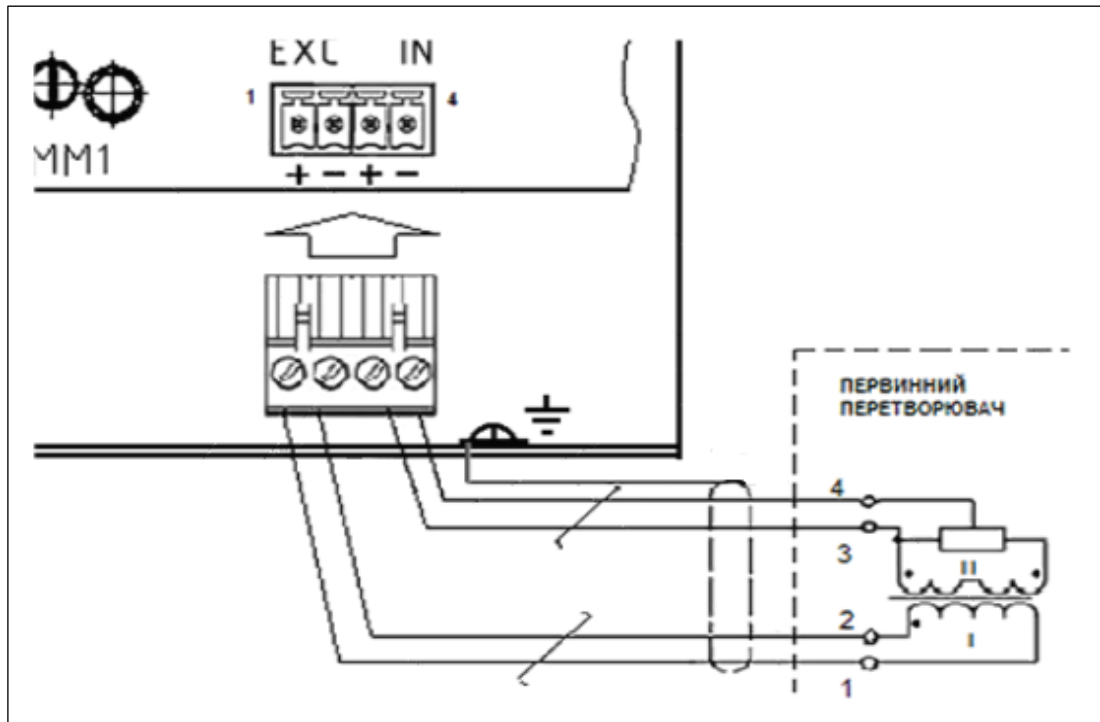 EXC IN
1 4
MM1
+ - + -
ПЕРВИННИЙ
ПЕРЕТВОРЮВАЧ
4
3
II
2
I
1